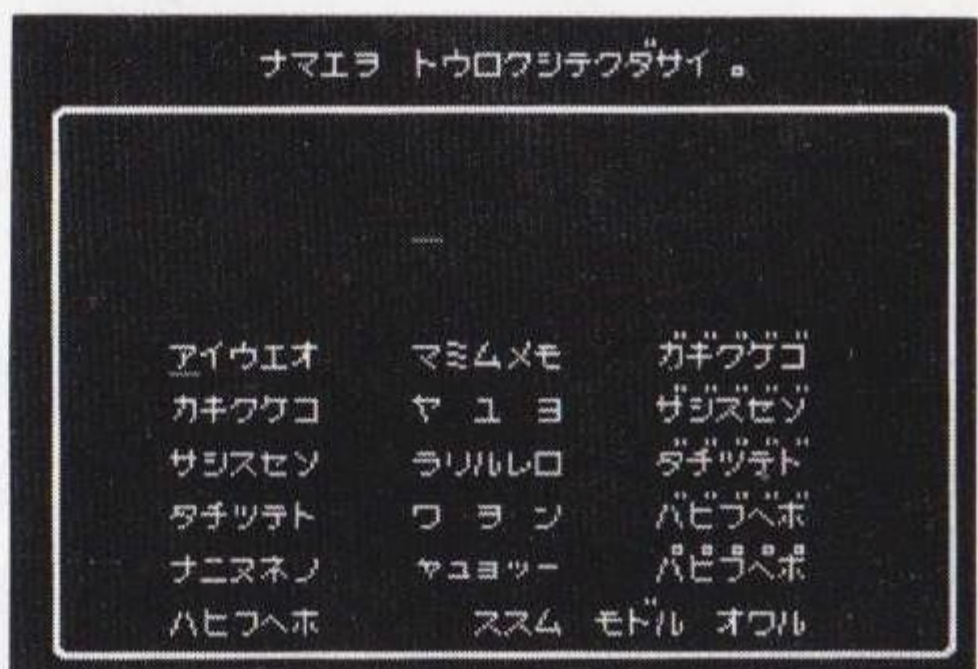 ナマエヲ トウロクシテクダサイ 。
アイウエオ マミムメモ ガギグゲゴ
カキクケコ ヤ ユ ヨ ザジズゼゾ
サシスセソ ラリルレロ ダヂヅデド
タチツテト ワ ヲ ン バビブベボ
ナニヌネノ ャュョッー パピプペポ
ハヒフヘホ ススム モドル オワル